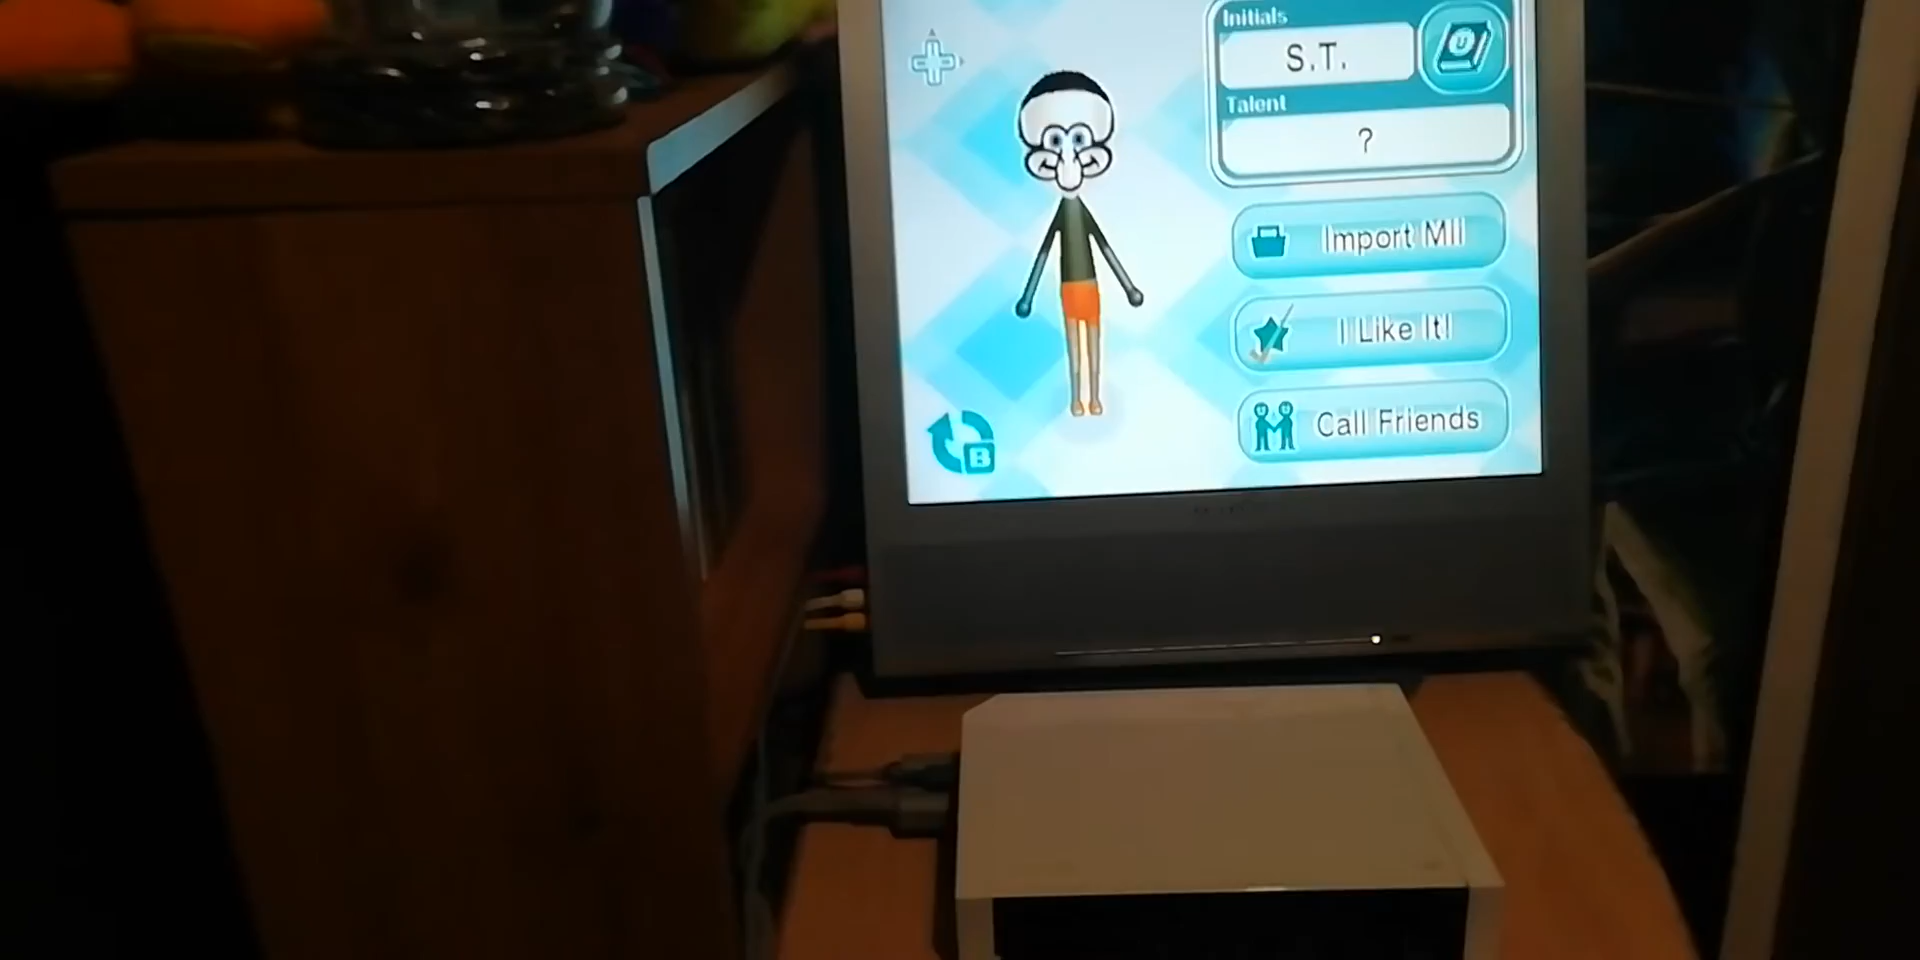 Initials
S.T.
Talent
?
Import Mii
I Like It!
Call Friends
B